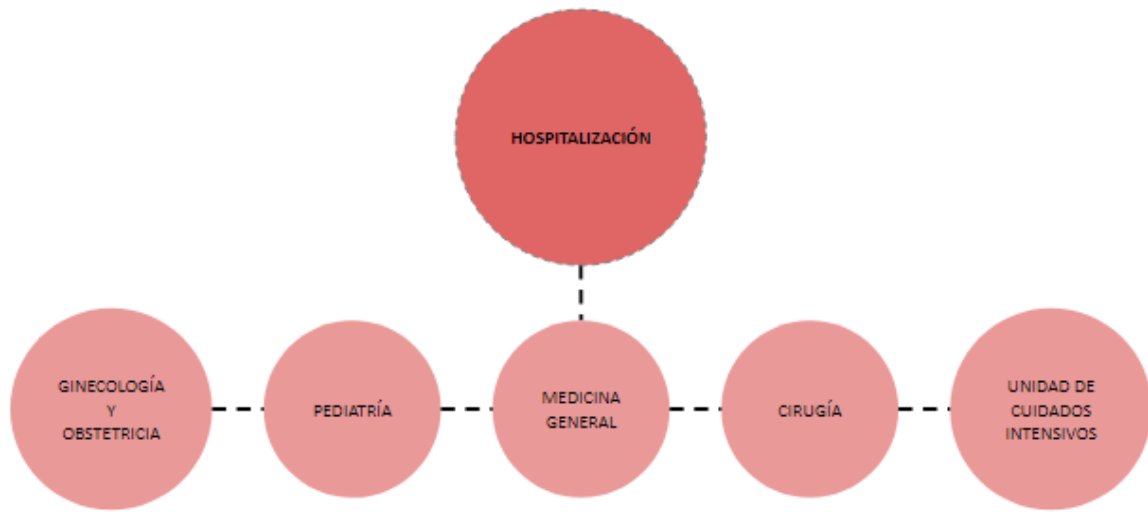 HOSPITALIZACIÓN
GINECOLOGÍA
Y
OBSTETRICIA
PEDIATRÍA
MEDICINA
GENERAL
CIRUGÍA
UNIDAD DE
CUIDADOS
INTENSIVOS